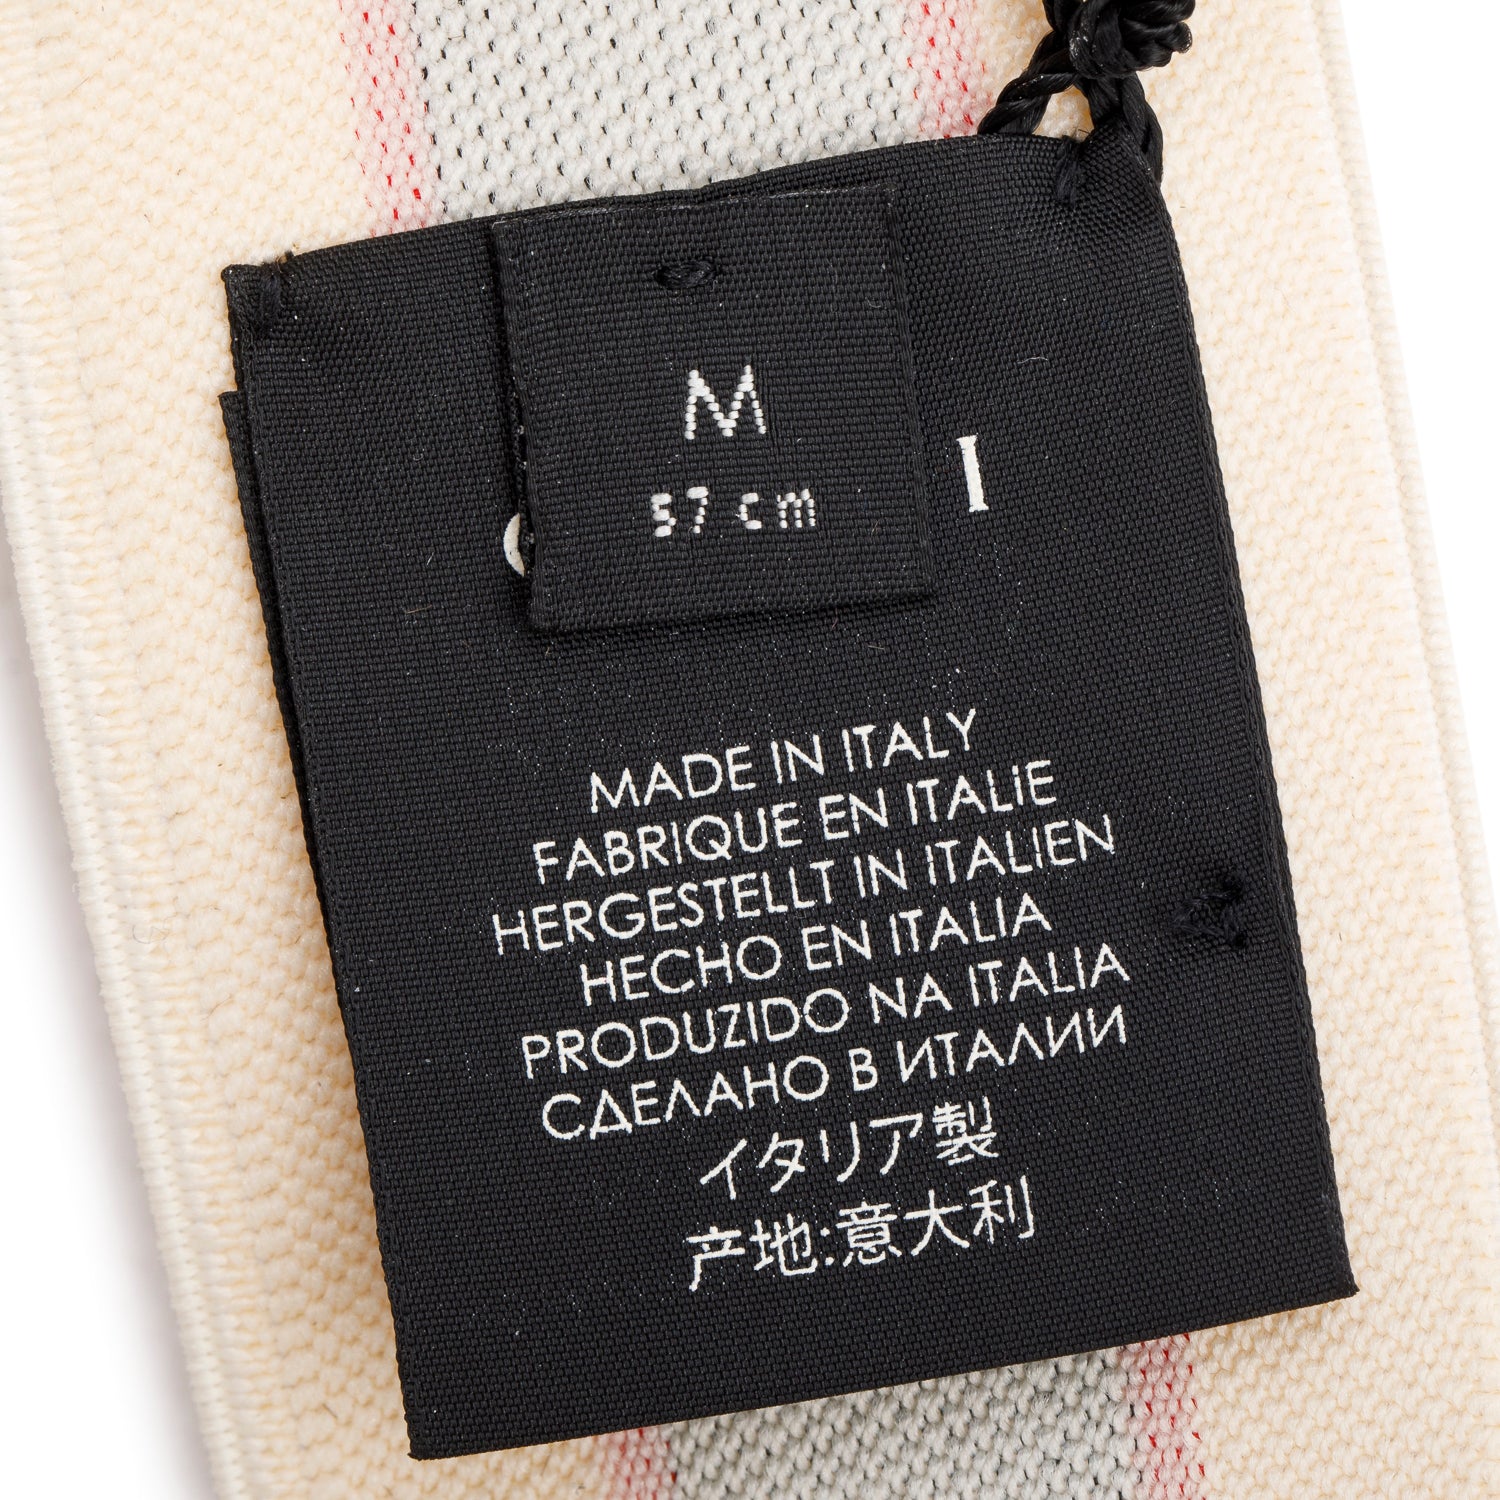 M
57 cm
MADE IN ITALY
FABRIQUE EN ITALIE
HERGESTELLT IN ITALIEN
HECHO EN ITALIA
PRODUZIDO NA ITALIA
СДЕЛАНО В ИТАЛИИ
イタリア製
产地:意大利